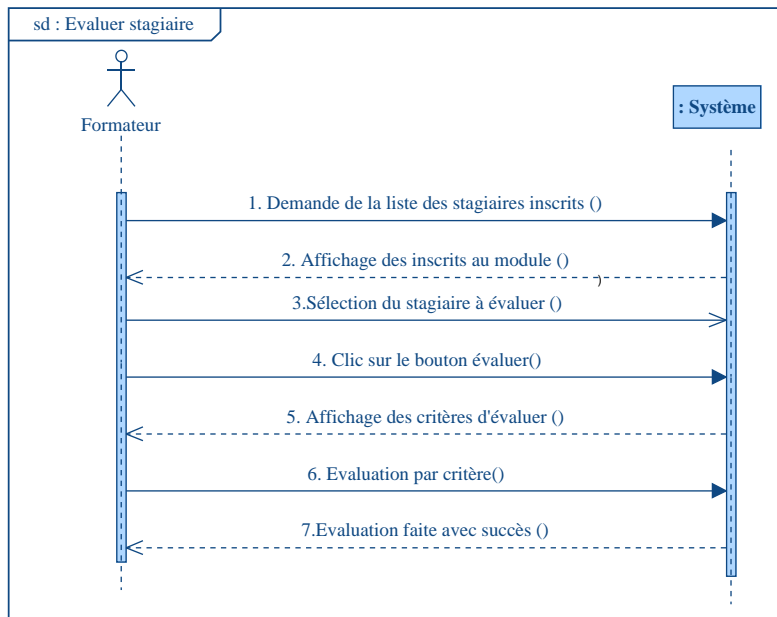 sd : Evaluer stagiaire
Formateur
: Système
1. Demande de la liste des stagiaires inscrits ()
2. Affichage des inscrits au module ()
)
3.Sélection du stagiaire à évaluer ()
4. Clic sur le bouton évaluer()
5. Affichage des critères d'évaluer ()
6. Evaluation par critère()
7.Evaluation faite avec succès ()